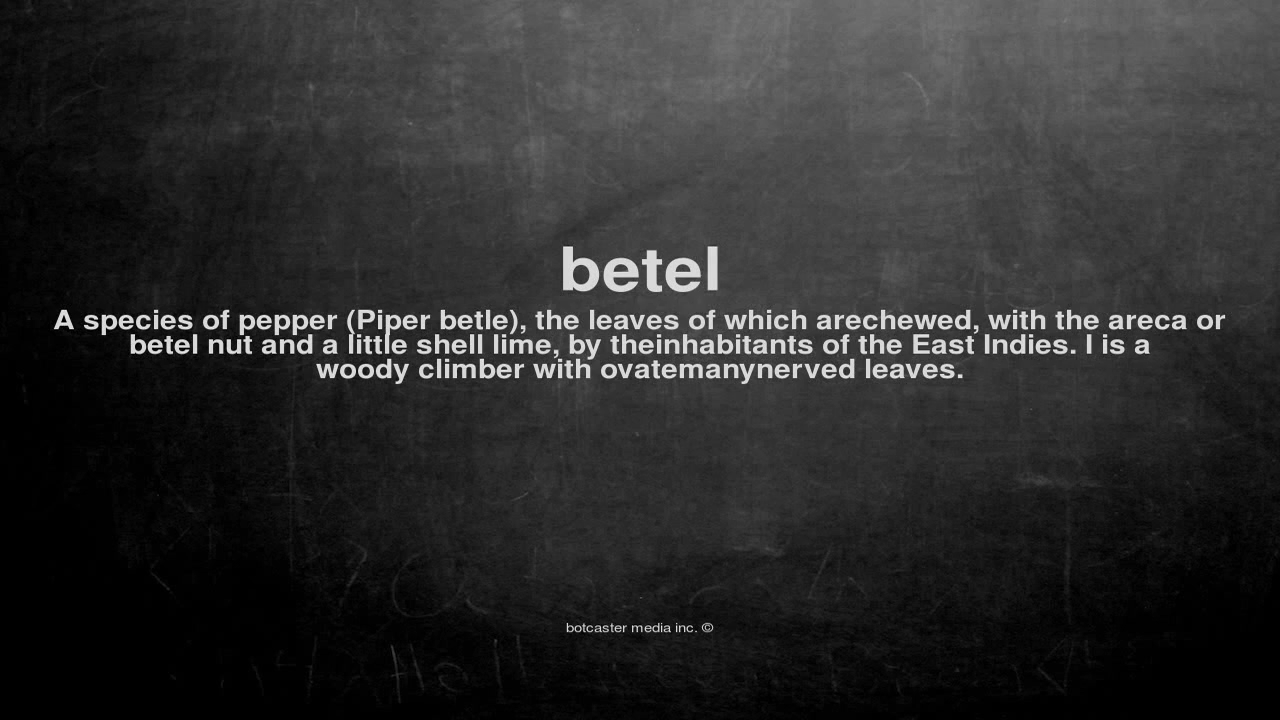 betel
A species of pepper (Piper betle), the leaves of which arechewed, with the areca or
betel nut and a little shell lime, by theinhabitants of the East Indies. I is a
woody climber with ovatemanynerved leaves.
botcaster media inc. ©